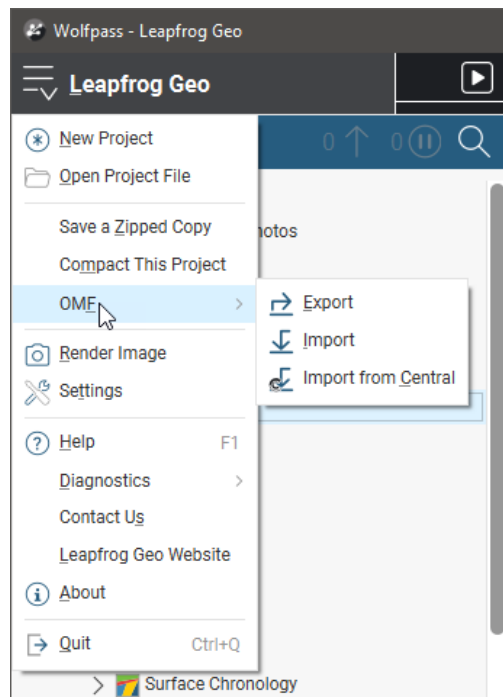 Wolfpass - Leapfrog Geo
Leapfrog Geo
New Project
0 0
Open Project File
Save a Zipped Copy
hotos
Compact This Project
OMF
Export
Import
Import from Central
Render Image
Settings
Help F1
Diagnostics
Contact Us
Leapfrog Geo Website
About
Quit Ctrl+Q
Surface Chronology